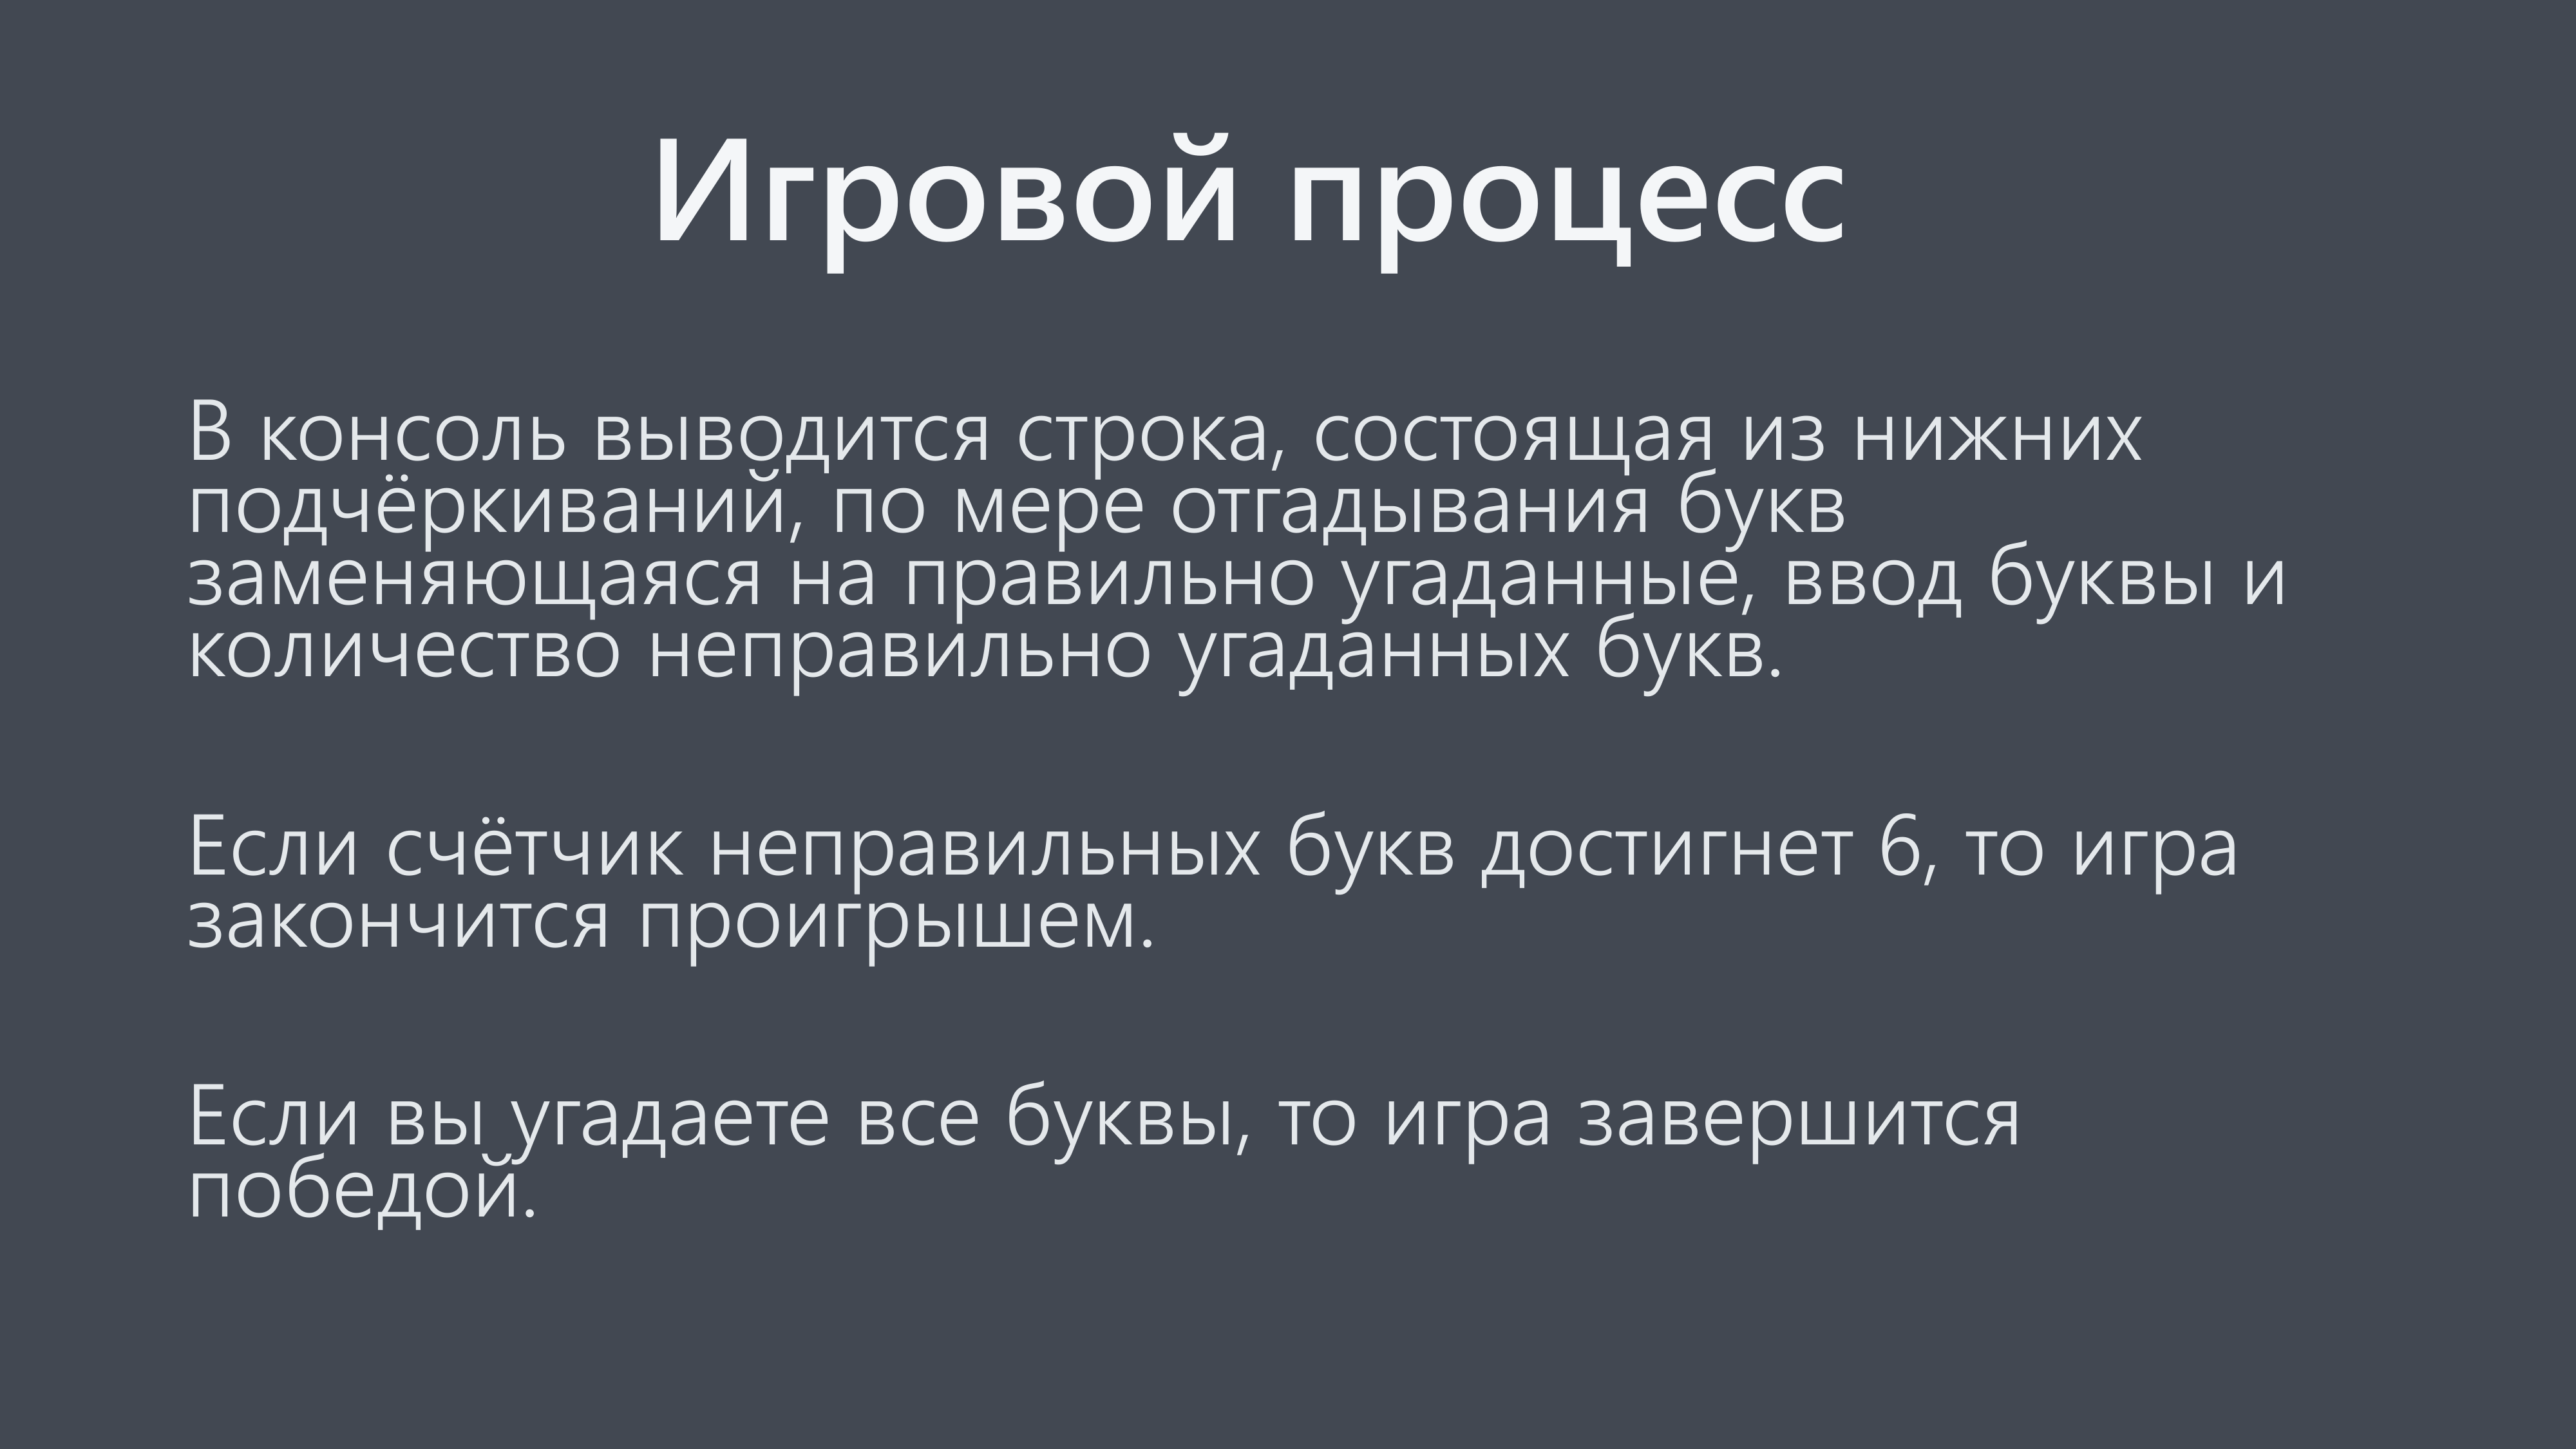 Игровой процесс
В консоль выводится строка, состоящая из нижних
подчёркиваний, по мере отгадывания букв
заменяющаяся на правильно угаданные, ввод буквы и
количество неправильно угаданных букв.
Если счётчик неправильных букв достигнет 6, то игра
закончится проигрышем.
Если вы угадаете все буквы, то игра завершится
победой.